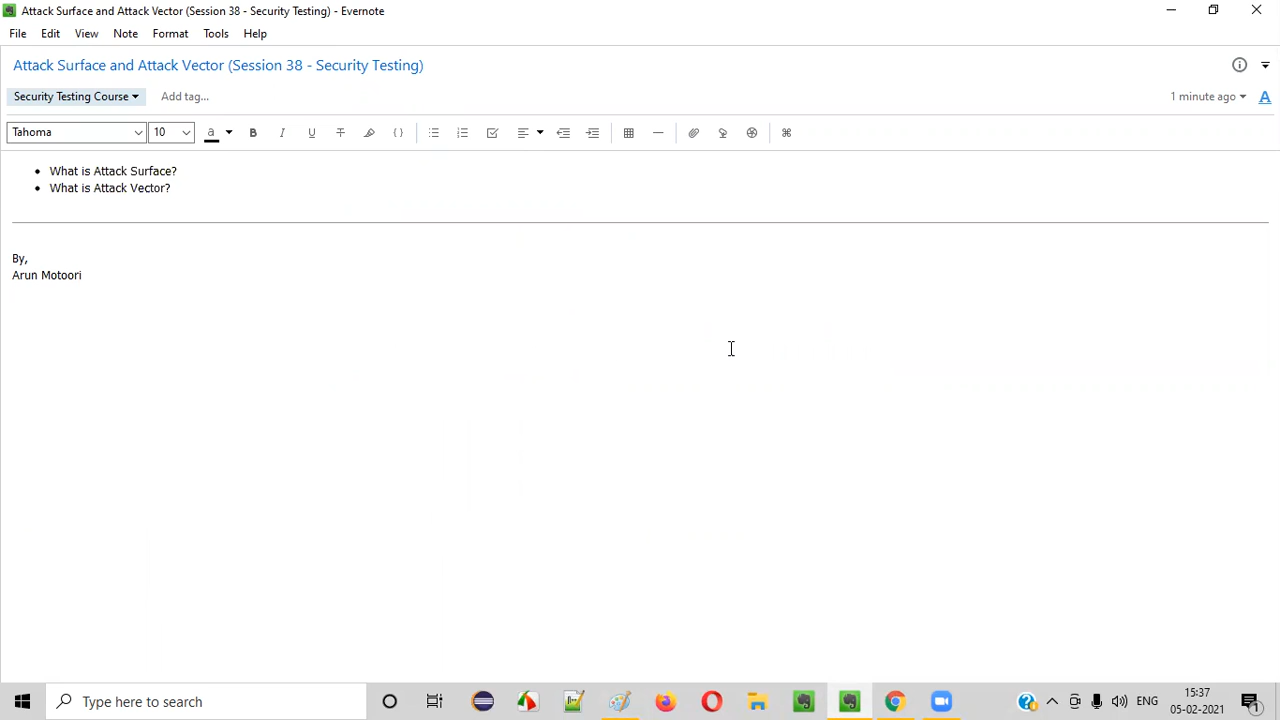 Attack Surface and Attack Vector (Session 38 - Security Testing) - Evernote
File Edit View Note Format Tools Help
Attack Surface and Attack Vector (Session 38 - Security Testing)
Security Testing Course Add tag... 1 minute ago
Tahoma 10
What is Attack Surface?
What is Attack Vector?
By,
Arun Motoori
Type here to search
ENG
15:37
05-02-2021